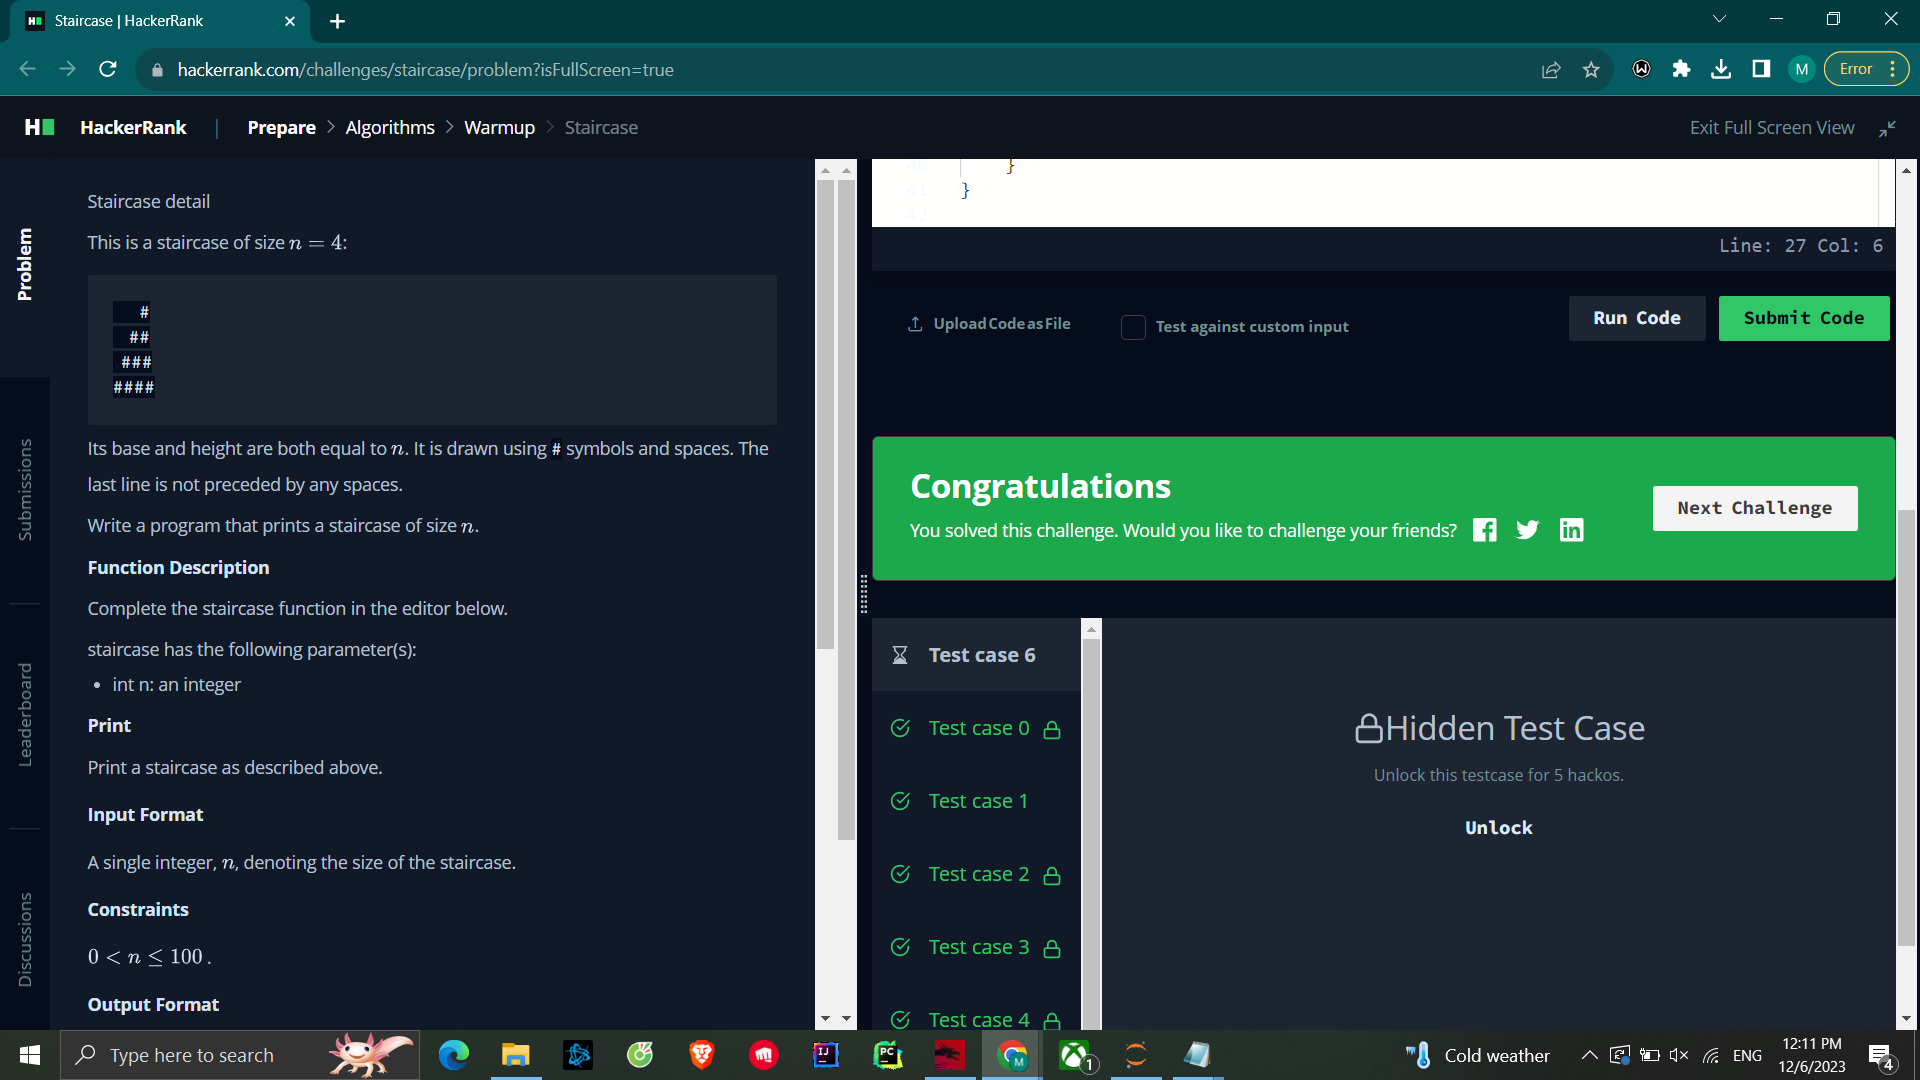 Staircase | HackerRank
hackerrank.com/challenges/staircase/problem?isFullScreen=true
M
Error
HackerRank
Prepare > Algorithms > Warmup > Staircase
Exit Full Screen View
Problem
Submissions
Leaderboard
Discussions
Staircase detail
This is a staircase of size n = 4:
   #
  ##
 ###
####
Its base and height are both equal to n. It is drawn using # symbols and spaces. The
last line is not preceded by any spaces.
Write a program that prints a staircase of size n.
Function Description
Complete the staircase function in the editor below.
staircase has the following parameter(s):
• int n: an integer
Print
Print a staircase as described above.
Input Format
A single integer, n, denoting the size of the staircase.
Constraints
0 < n ≤ 100 .
Output Format
40 }
41 }
42
Line: 27 Col: 6
Upload Code as File
Test against custom input
Run Code
Submit Code
Congratulations
You solved this challenge. Would you like to challenge your friends?
Next Challenge
Test case 6
Test case 0
Test case 1
Test case 2
Test case 3
Test case 4
Hidden Test Case
Unlock this testcase for 5 hackos.
Unlock
Type here to search
IJ
PC
M
1
Cold weather
ENG
12:11 PM
12/6/2023
4